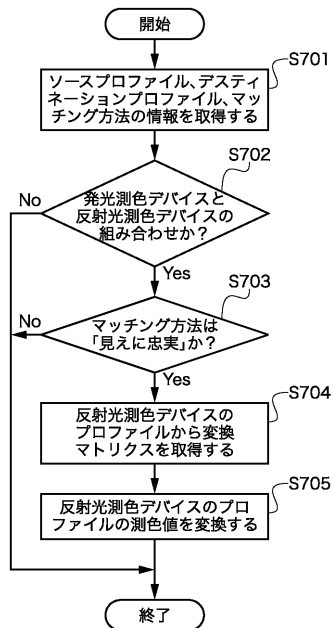 開始
S701
ソースプロファイル、デスティ
ネーションプロファイル、マッ
チング方法の情報を取得する
S702
発光測色デバイスと
反射光測色デバイスの
組み合わせか？
No
Yes
S703
マッチング方法は
「見えに忠実」か？
No
Yes
S704
反射光測色デバイスの
プロファイルから変換
マトリクスを取得する
S705
反射光測色デバイスのプロ
ファイルの測色値を変換する
終了